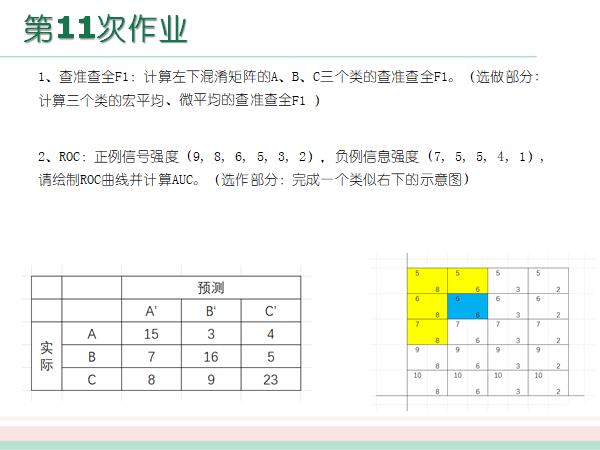 第11次作业
1、查准查全F1：计算左下混淆矩阵的A、B、C三个类的查准查全F1。（选做部分：
计算三个类的宏平均、微平均的查准查全F1 ）
2、ROC：正例信号强度（9, 8, 6, 5, 3, 2），负例信息强度（7, 5, 5, 4, 1），
请绘制ROC曲线并计算AUC。（选作部分：完成一个类似右下的示意图）
预测
A' B' C'
实际
A 15 3 4
B 7 16 5
C 8 9 23
5 5 5 5
8 6 3 2
6 6 6 6
8 6 3 2
7 7 7 7
8 6 3 2
9 9 9 9
8 6 3 2
10 10 10 10
8 6 3 2